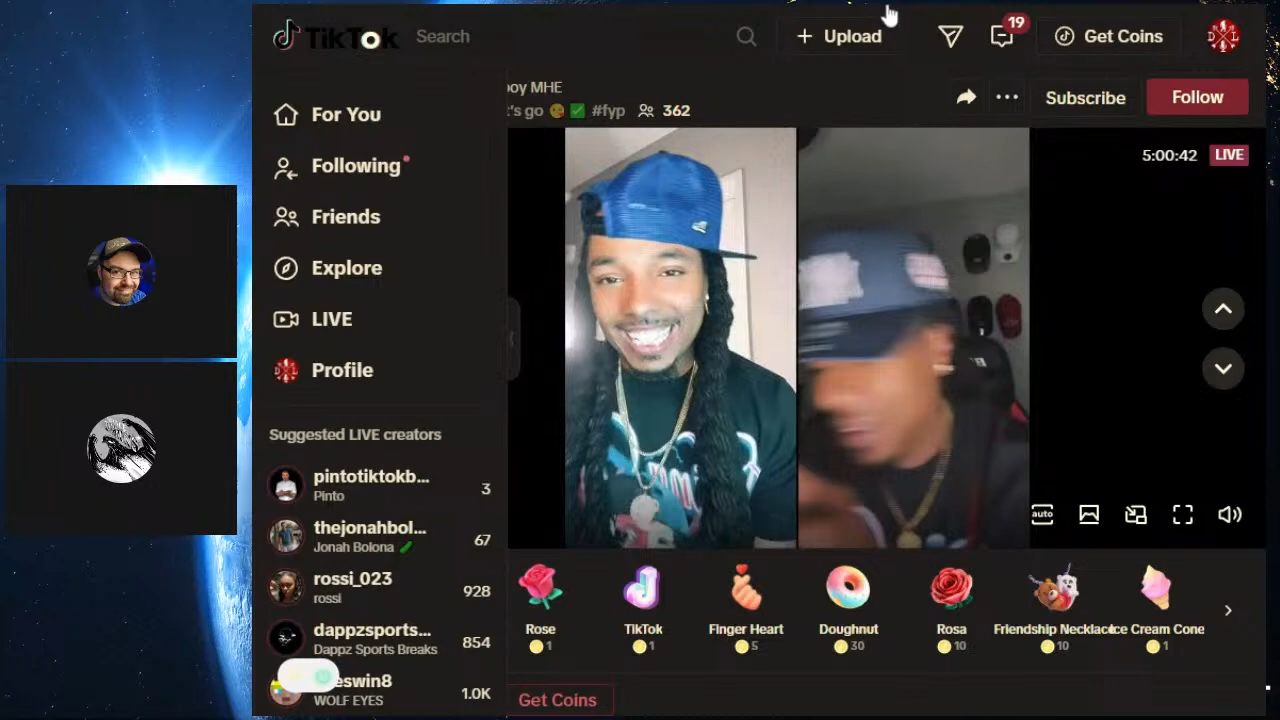 TikTok
Search
+ Upload
19
Get Coins
oy MHE
's go 😘 ✅ #fyp 362
Subscribe
Follow
5:00:42 LIVE
For You
Following
Friends
Explore
LIVE
Profile
Suggested LIVE creators
pintotiktokb...
Pinto
3
thejonahbol...
Jonah Bolona
67
rossi_023
rossi
928
dappzsports...
Dappz Sports Breaks
854
eswin8
WOLF EYES
1.0K
auto
Rose
1
TikTok
1
Finger Heart
5
Doughnut
30
Rosa
10
Friendship Necklac
10
Ice Cream Cone
1
Get Coins